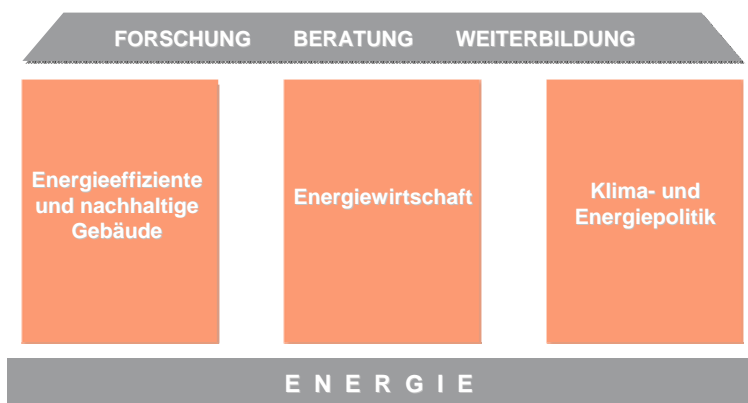 FORSCHUNG BERATUNG WEITERBILDUNG
Energieeffiziente
und nachhaltige
Gebäude
Energiewirtschaft
Klima- und
Energiepolitik
E N E R G I E